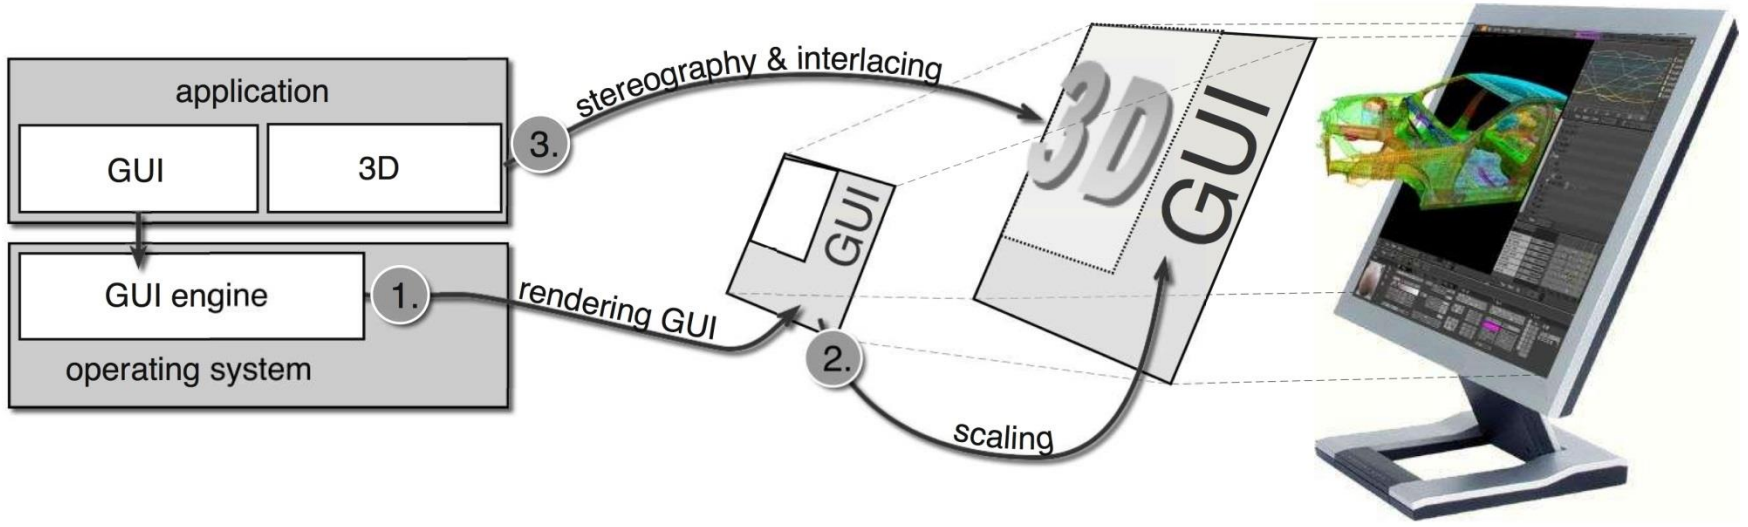 application
GUI
3D
GUI engine
operating system
1.
rendering GUI
GUI
2.
scaling
3.
stereography & interlacing
3D
GUI